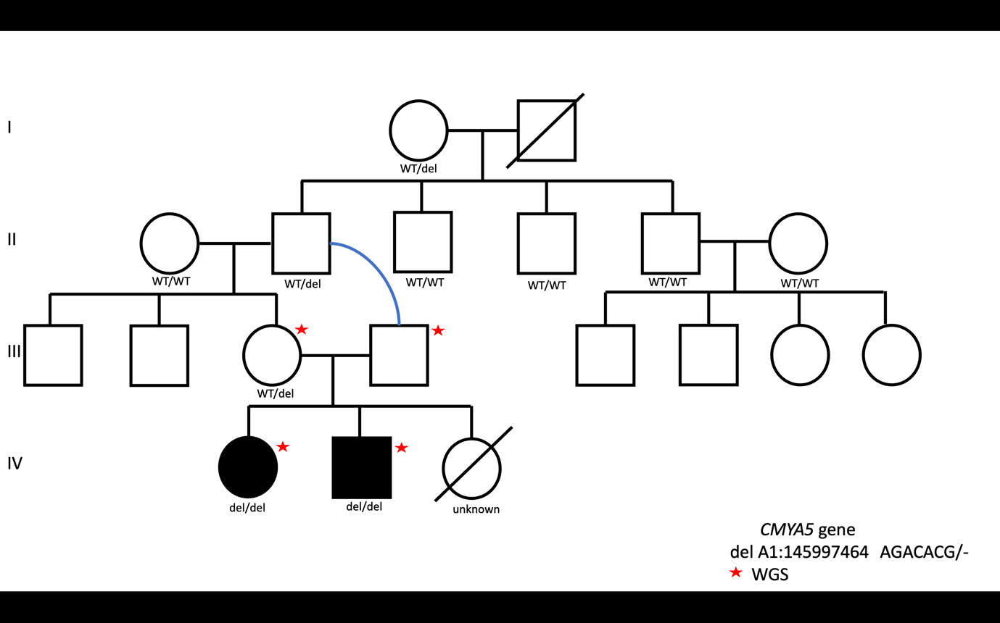 I
WT/del
II
WT/WT
WT/del
WT/WT
WT/WT
WT/WT
WT/WT
III
WT/del
IV
del/del
del/del
unknown
CMYA5 gene
del A1:145997464 AGACACG/-
WGS